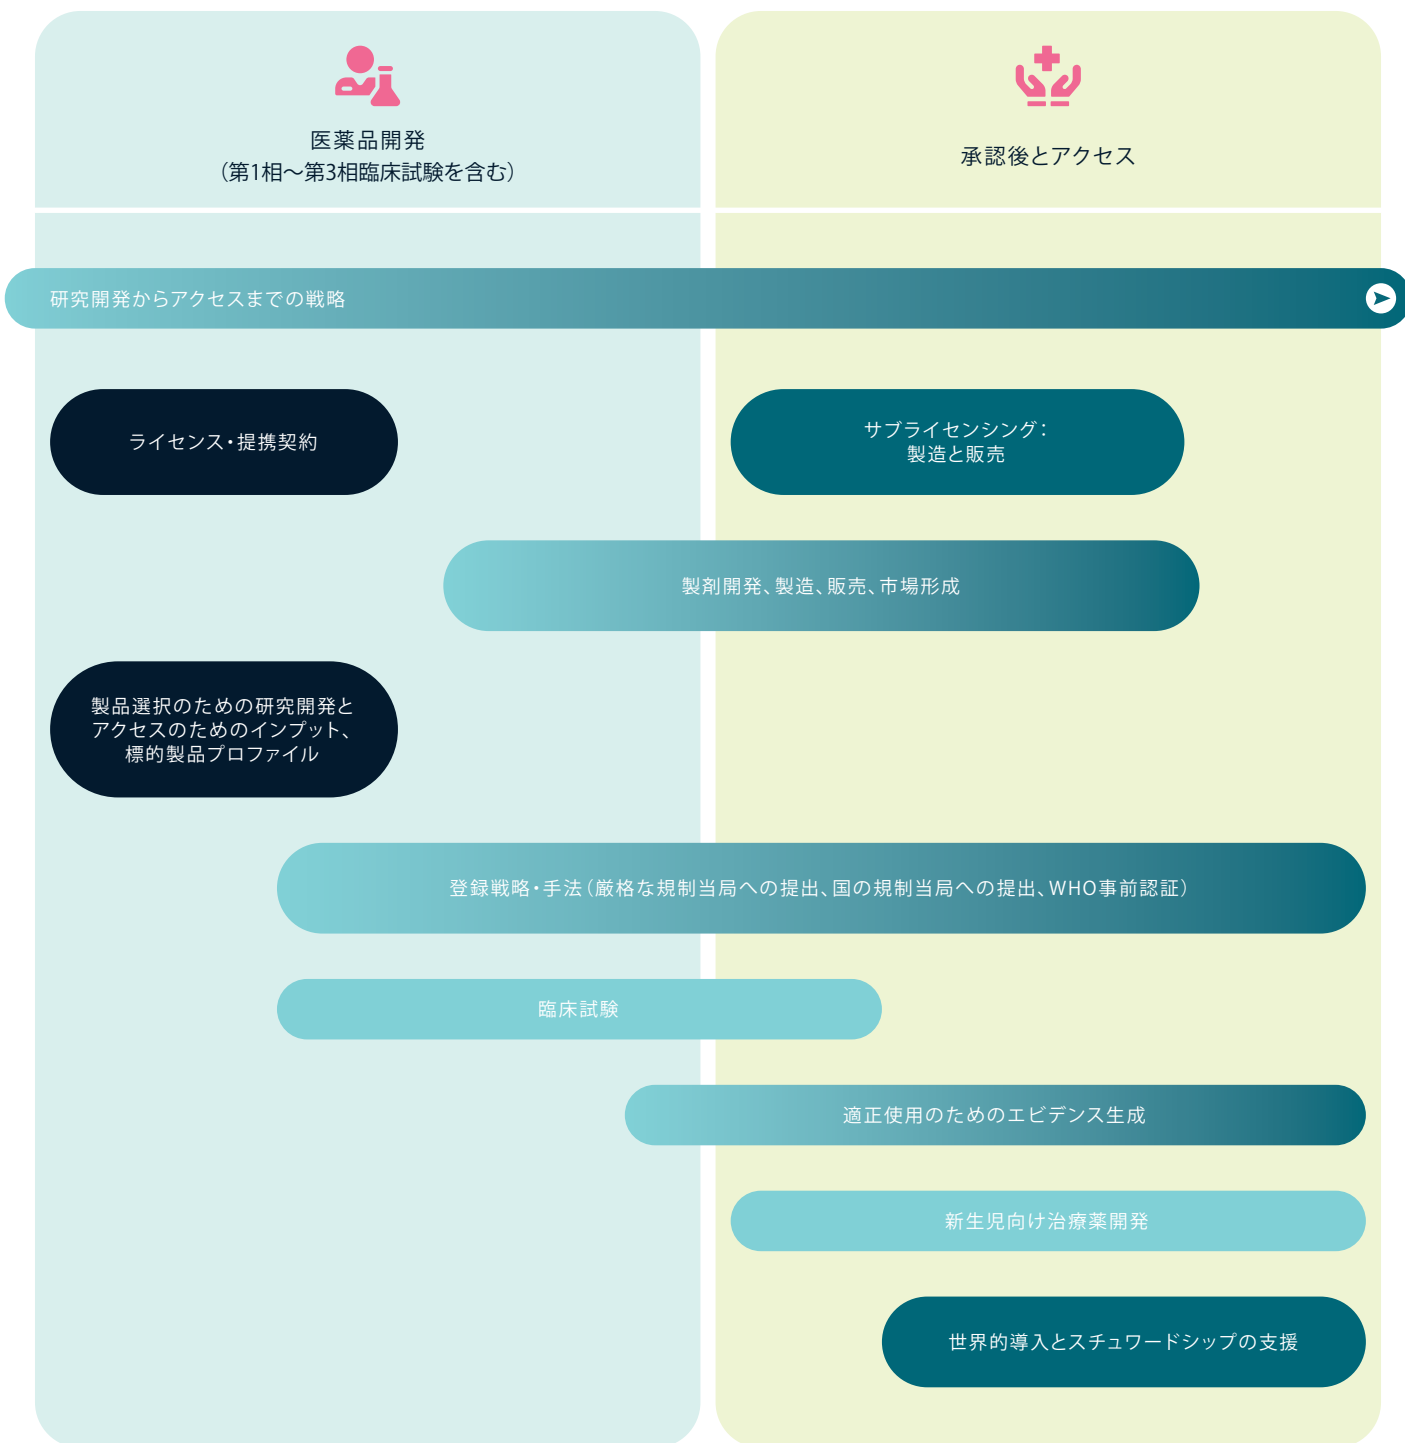 医薬品開発
（第1相～第3相臨床試験を含む）
承認後とアクセス
研究開発からアクセスまでの戦略
ライセンス・提携契約
サブライセンシング：
製造と販売
製剤開発、製造、販売、市場形成
製品選択のための研究開発と
アクセスのためのインプット、
標的製品プロファイル
登録戦略・手法（厳格な規制当局への提出、国の規制当局への提出、WHO事前認証）
臨床試験
適正使用のためのエビデンス生成
新生児向け治療薬開発
世界的導入とスチュワードシップの支援